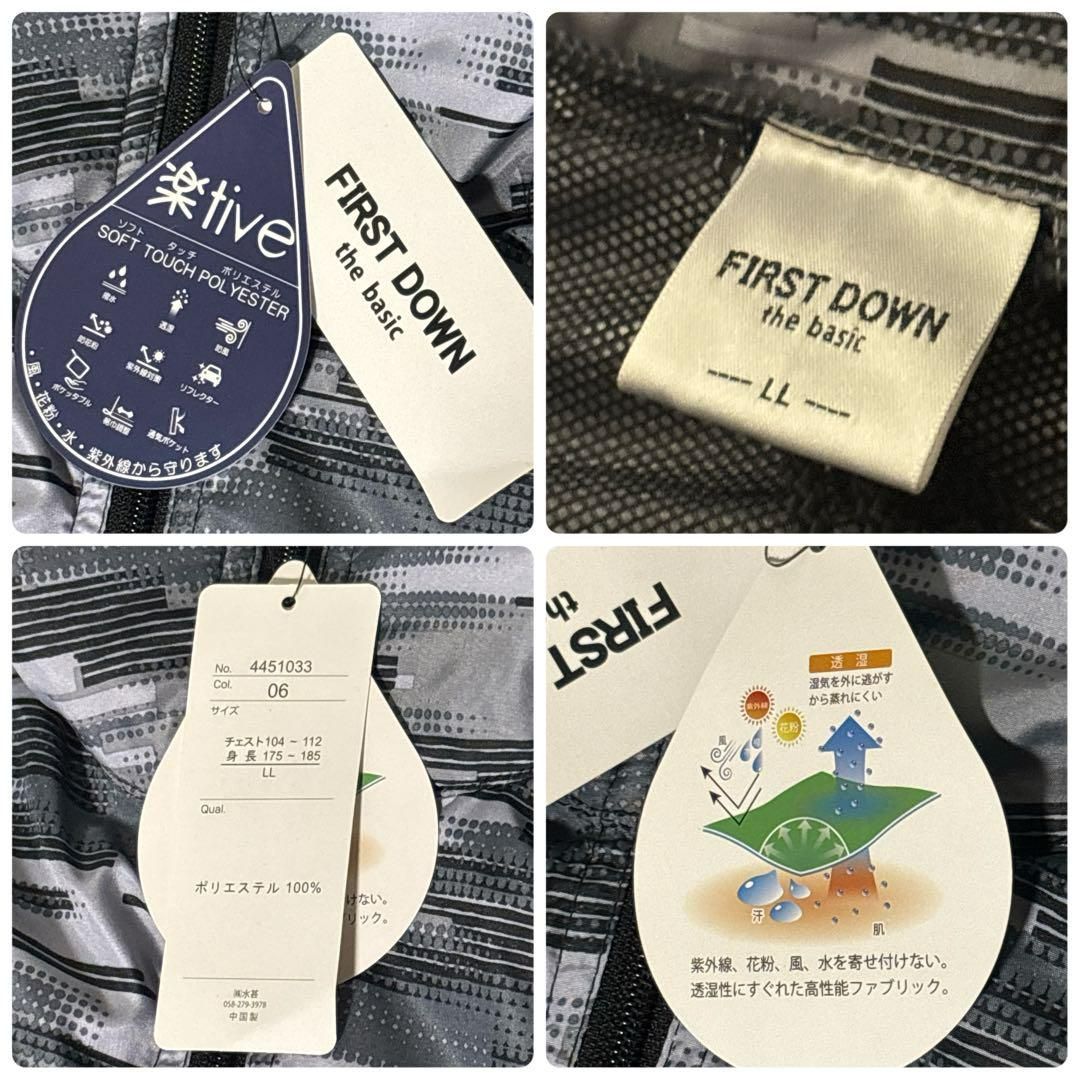 楽tive
ソフト タッチ ポリエステル
SOFT TOUCH POLYESTER
撥水
透湿
防風
防花粉
紫外線対策
リフレクター
ポケッタブル
裾巾調整
通気ポケット
・風・花粉・水・紫外線から守ります
FIRST DOWN
the basic
FIRST DOWN
the basic
---- LL ----
No. 4451033
Col. 06
サイズ
チェスト104 ~ 112
身 長 175 ~ 185
LL
Qual.
ポリエステル 100%
㈱水甚
058-279-3978
中国製
けない。
リック。
FIRST
th
透 湿
湿気を外に逃がす
から蒸れにくい
紫外線
花粉
風
汗
肌
紫外線、花粉、風、水を寄せ付けない。
透湿性にすぐれた高性能ファブリック。